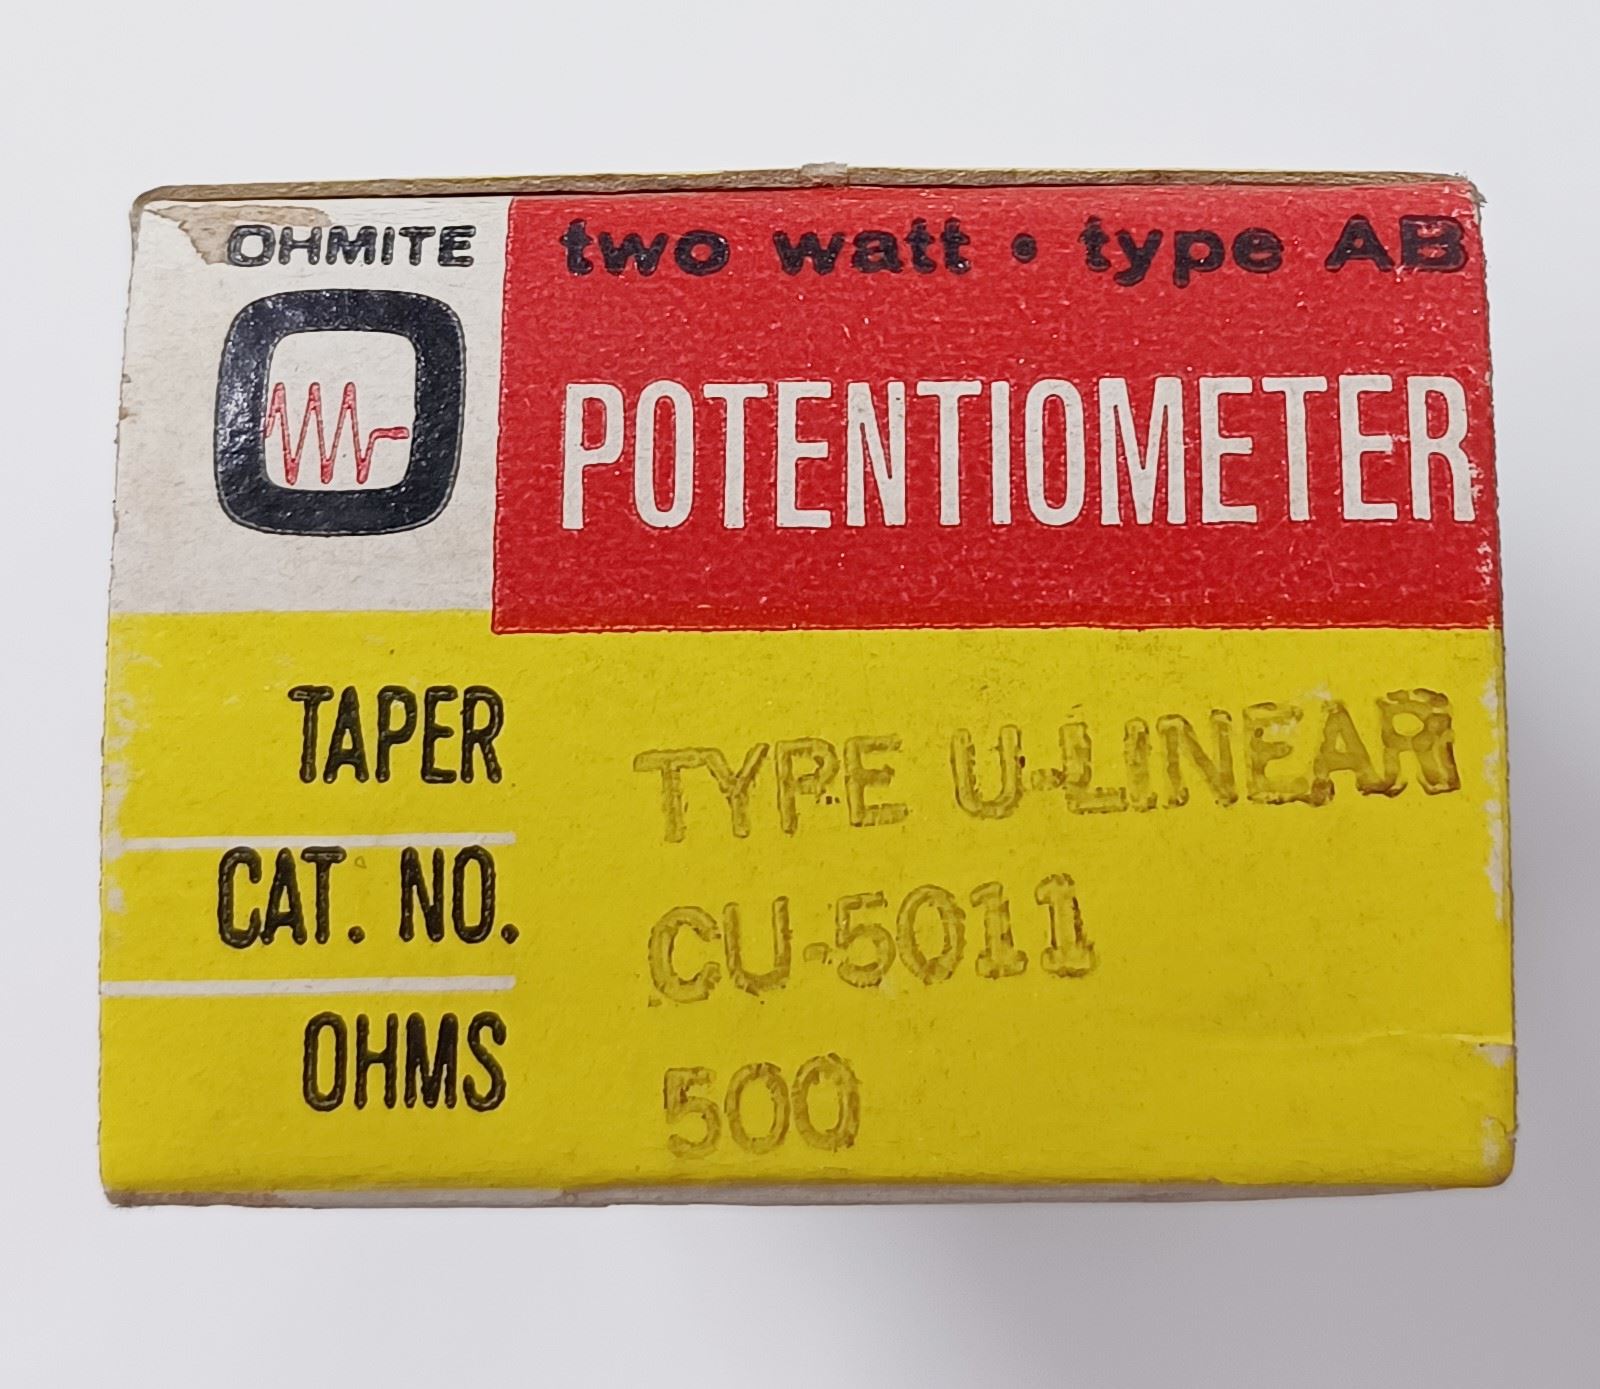 OHMITE
two watt • type AB
POTENTIOMETER
TAPER TYPE U-LINEAR
CAT. NO. CU-5011
OHMS 500